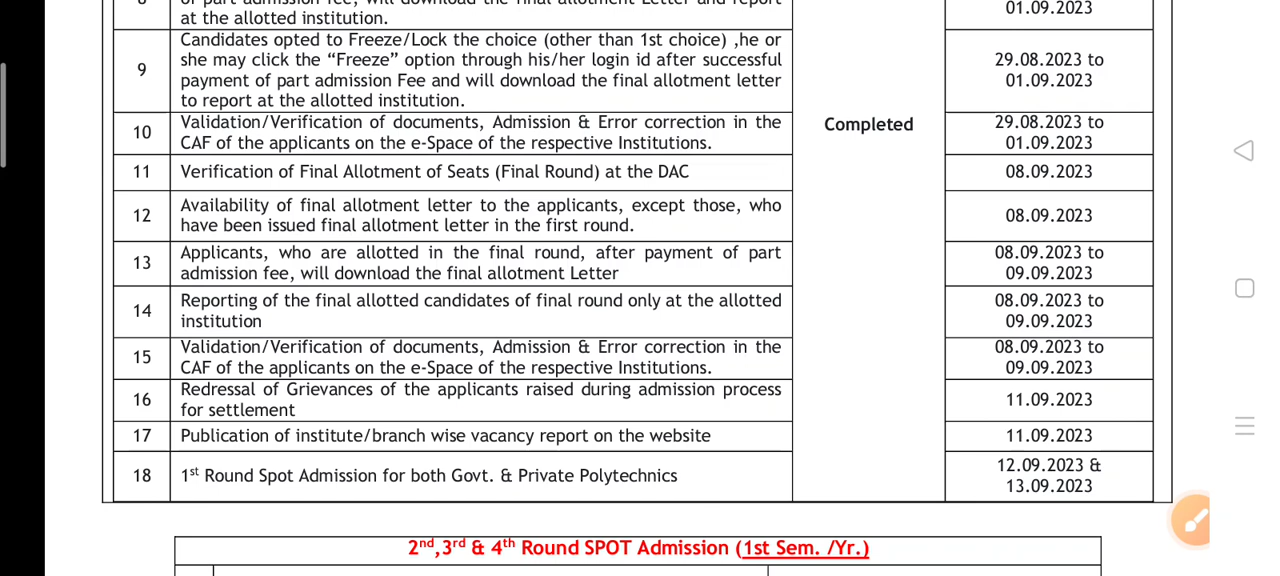 of part admission fee, will download the final allotment Letter and report
at the allotted institution.
01.09.2023
9
Candidates opted to Freeze/Lock the choice (other than 1st choice) ,he or
she may click the “Freeze” option through his/her login id after successful
payment of part admission Fee and will download the final allotment letter
to report at the allotted institution.
29.08.2023 to
01.09.2023
Completed
10
Validation/Verification of documents, Admission & Error correction in the
CAF of the applicants on the e-Space of the respective Institutions.
29.08.2023 to
01.09.2023
11
Verification of Final Allotment of Seats (Final Round) at the DAC
08.09.2023
12
Availability of final allotment letter to the applicants, except those, who
have been issued final allotment letter in the first round.
08.09.2023
13
Applicants, who are allotted in the final round, after payment of part
admission fee, will download the final allotment Letter
08.09.2023 to
09.09.2023
14
Reporting of the final allotted candidates of final round only at the allotted
institution
08.09.2023 to
09.09.2023
15
Validation/Verification of documents, Admission & Error correction in the
CAF of the applicants on the e-Space of the respective Institutions.
08.09.2023 to
09.09.2023
16
Redressal of Grievances of the applicants raised during admission process
for settlement
11.09.2023
17
Publication of institute/branch wise vacancy report on the website
11.09.2023
18
1st Round Spot Admission for both Govt. & Private Polytechnics
12.09.2023 &
13.09.2023
2nd,3rd & 4th Round SPOT Admission (1st Sem. /Yr.)